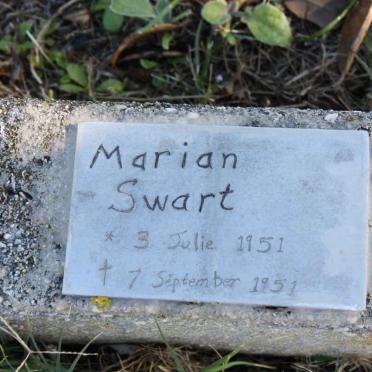 Marian
Swart
* 3 Julie 1951
† 7 September 1951